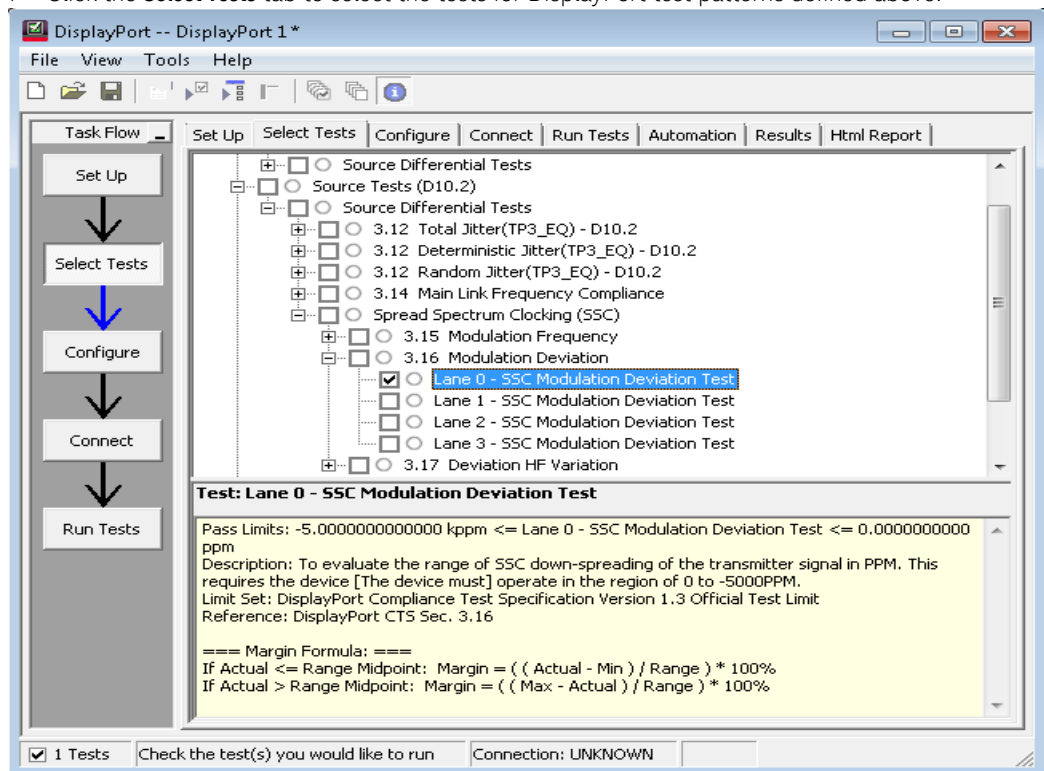 Click the Select Tests tab to select the tests for DisplayPort test patterns defined above.
DisplayPort -- DisplayPort 1*
File View Tools Help
Task Flow
Set Up
Select Tests
Configure
Connect
Run Tests
Set Up Select Tests Configure Connect Run Tests Automation Results Html Report
Source Differential Tests
Source Tests (D10.2)
Source Differential Tests
3.12 Total Jitter(TP3_EQ) - D10.2
3.12 Deterministic Jitter(TP3_EQ) - D10.2
3.12 Random Jitter(TP3_EQ) - D10.2
3.14 Main Link Frequency Compliance
Spread Spectrum Clocking (SSC)
3.15 Modulation Frequency
3.16 Modulation Deviation
Lane 0 - SSC Modulation Deviation Test
Lane 1 - SSC Modulation Deviation Test
Lane 2 - SSC Modulation Deviation Test
Lane 3 - SSC Modulation Deviation Test
3.17 Deviation HF Variation
Test: Lane 0 - SSC Modulation Deviation Test
Pass Limits: -5.0000000000000 kppm <= Lane 0 - SSC Modulation Deviation Test <= 0.0000000000
ppm
Description: To evaluate the range of SSC down-spreading of the transmitter signal in PPM. This
requires the device [The device must] operate in the region of 0 to -5000PPM.
Limit Set: DisplayPort Compliance Test Specification Version 1.3 Official Test Limit
Reference: DisplayPort CTS Sec. 3.16
=== Margin Formula: ===
If Actual <= Range Midpoint: Margin = ( ( Actual - Min ) / Range ) * 100%
If Actual > Range Midpoint: Margin = ( ( Max - Actual ) / Range ) * 100%
1 Tests Check the test(s) you would like to run Connection: UNKNOWN